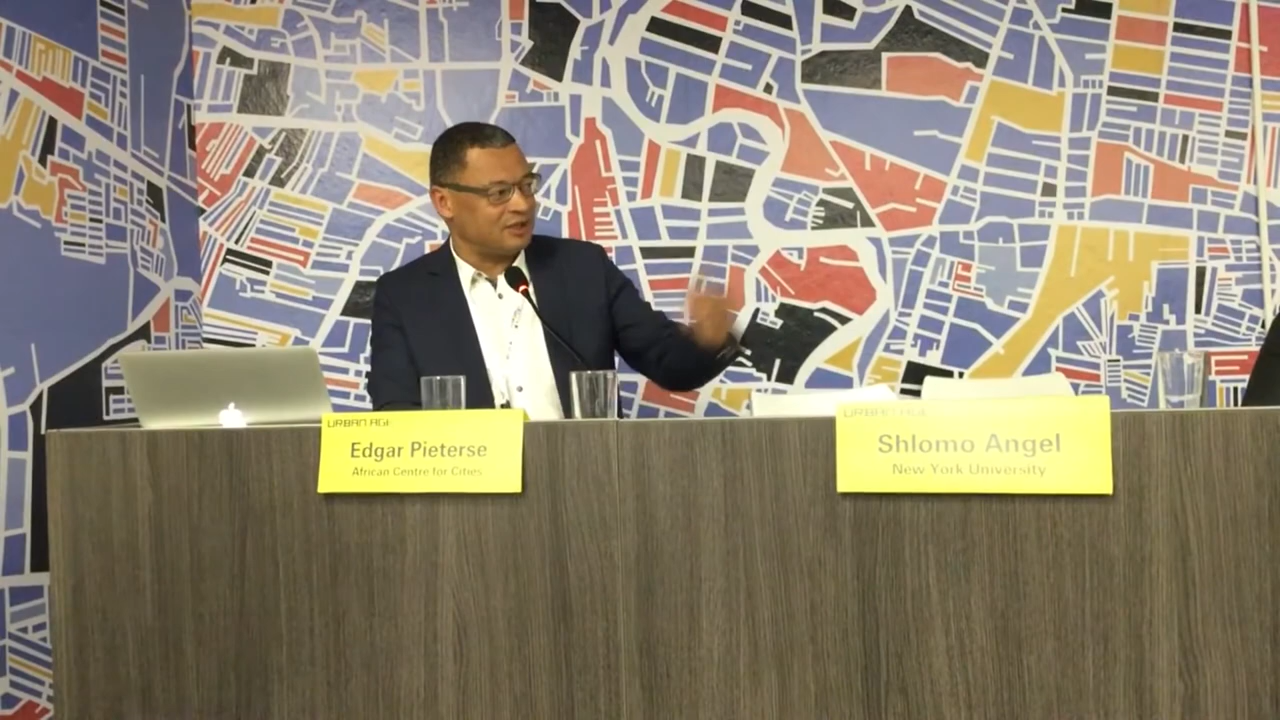 URBAN AGE
Edgar Pieterse
African Centre for Cities
URBAN AGE
Shlomo Angel
New York University